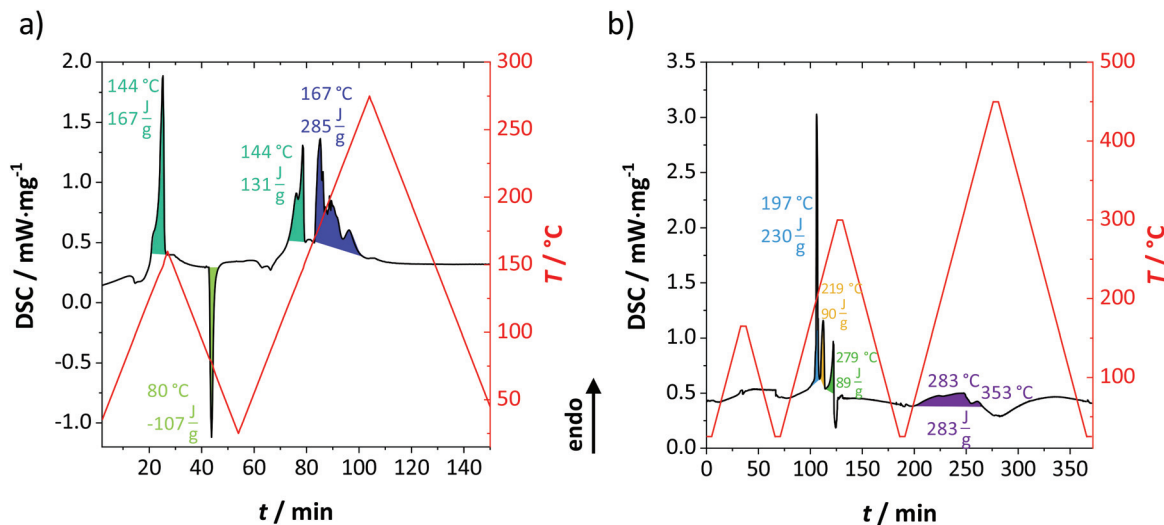 a)
b)
2.0
1.5
1.0
0.5
0.0
-0.5
-1.0
DSC / mW·mg⁻¹
144 °C
167 J/g
144 °C
131 J/g
167 °C
285 J/g
80 °C
-107 J/g
300
250
200
150
100
50
T / °C
20 40 60 80 100 120 140
t / min
endo
3.5
3.0
2.5
2.0
1.5
1.0
0.5
0.0
DSC / mW·mg⁻¹
197 °C
230 J/g
219 °C
90 J/g
279 °C
89 J/g
283 °C
353 °C
283 J/g
500
400
300
200
100
T / °C
0 50 100 150 200 250 300 350
t / min